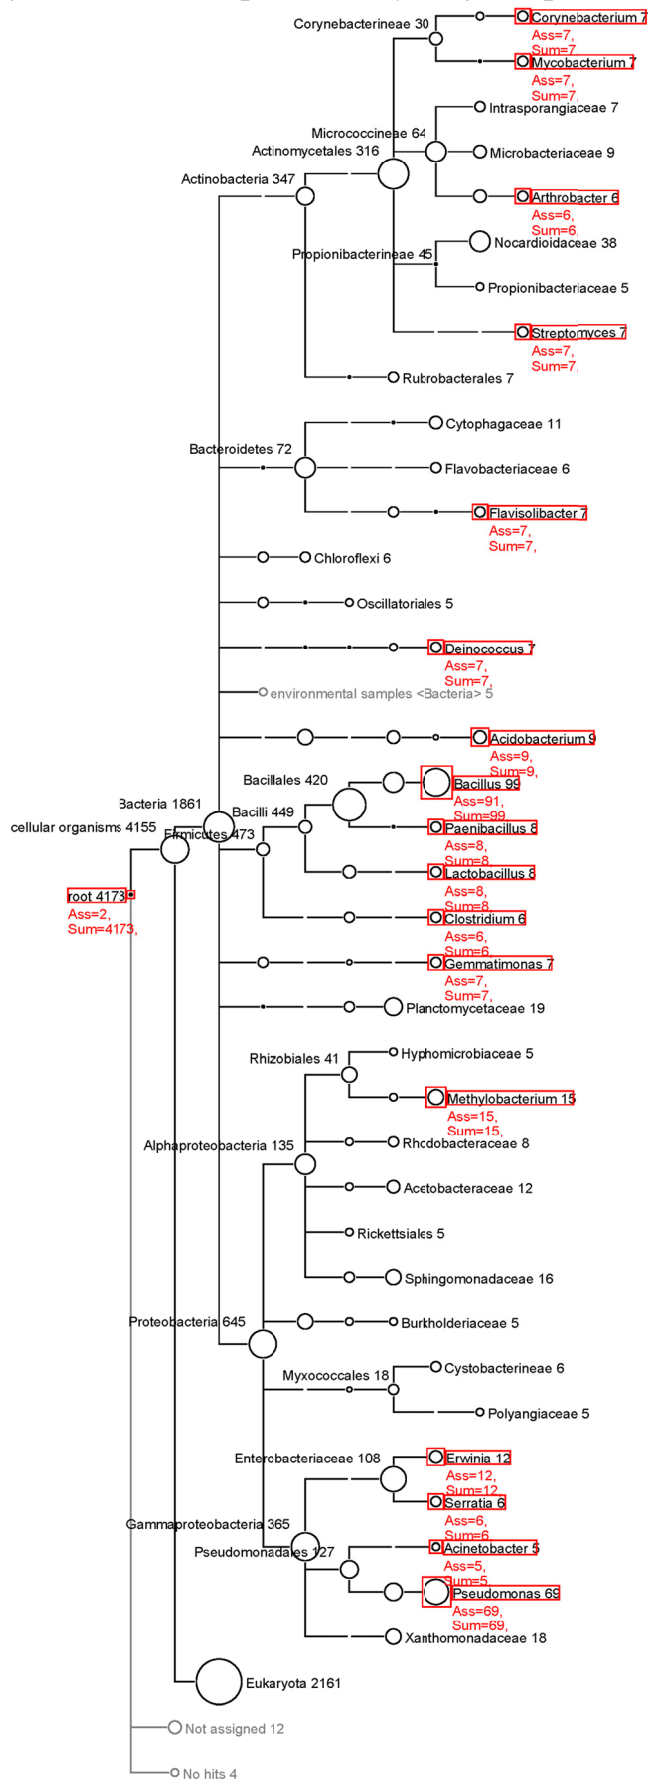 Corynebacterineae 30
Corynebacterium 7
Ass=7,
Sum=7,
Mycobacterium 7
Ass=7,
Sum=7,
Intrasporangiaceae 7
Micrococcineae 64
Actinomycetales 316
Microbacteriaceae 9
Actinobacteria 347
Arthrobacter 6
Ass=6,
Sum=6,
Nocardioidaceae 38
Propionibacterineae 45
Propionibacteriaceae 5
Streptomyces 7
Ass=7,
Sum=7,
Rubrobacterales 7
Cytophagaceae 11
Bacteroidetes 72
Flavobacteriaceae 6
Flavisolibacter 7
Ass=7,
Sum=7,
Chloroflexi 6
Oscillatoriales 5
Deinococcus 7
Ass=7,
Sum=7,
environmental samples <Bacteria> 5
Acidobacterium 9
Ass=9,
Sum=9,
Bacillales 420
Bacillus 99
Ass=91,
Sum=99,
Bacteria 1861
Bacilli 449
cellular organisms 4155
Firmicutes 473
Paenibacillus 8
Ass=8,
Sum=8,
Lactobacillus 8
Ass=8,
Sum=8,
root 4173
Ass=2,
Sum=4173,
Clostridium 6
Ass=6,
Sum=6,
Gemmatimonas 7
Ass=7,
Sum=7,
Planctomycetaceae 19
Hyphomicrobiaceae 5
Rhizobiales 41
Methylobacterium 15
Ass=15,
Sum=15,
Alphaproteobacteria 135
Rhodobacteraceae 8
Acetobacteraceae 12
Rickettsiales 5
Sphingomonadaceae 16
Proteobacteria 645
Burkholderiaceae 5
Cystobacterineae 6
Myxococcales 18
Polyangiaceae 5
Enterobacteriaceae 108
Erwinia 12
Ass=12,
Sum=12,
Serratia 6
Ass=6,
Sum=6,
Gammaproteobacteria 365
Pseudomonadales 127
Acinetobacter 5
Ass=5,
Sum=5,
Pseudomonas 69
Ass=69,
Sum=69,
Xanthomonadaceae 18
Eukaryota 2161
Not assigned 12
No hits 4